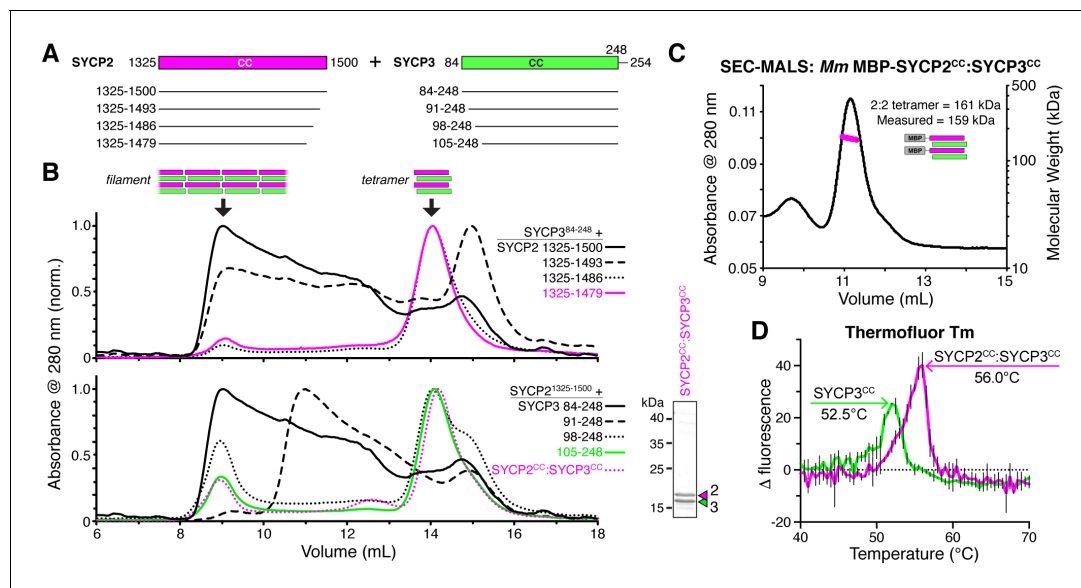 A
SYCP2 1325 CC 1500 + SYCP3 84 CC 248 254
1325-1500
1325-1493
1325-1486
1325-1479
84-248
91-248
98-248
105-248
B
filament
tetramer
Absorbance @ 280 nm (norm.)
1.0
0.5
0
SYCP3⁸⁴⁻²⁴⁸ +
SYCP2 1325-1500
1325-1493
1325-1486
1325-1479
Absorbance @ 280 nm
1.0
0.5
0
SYCP2¹³²⁵⁻¹⁵⁰⁰ +
SYCP3 84-248
91-248
98-248
105-248
SYCP2ᶜᶜ:SYCP3ᶜᶜ
6 8 10 12 14 16 18
Volume (mL)
SYCP2ᶜᶜ:SYCP3ᶜᶜ
kDa
40
35
25
15
2
3
C
SEC-MALS: Mm MBP-SYCP2ᶜᶜ:SYCP3ᶜᶜ
Absorbance @ 280 nm
0.11
0.09
0.07
0.05
2:2 tetramer = 161 kDa
Measured = 159 kDa
MBP
MBP
500
100
10
Molecular Weight (kDa)
9 11 13 15
Volume (mL)
D
Thermofluor Tm
Δ fluorescence
40
20
0
-20
SYCP2ᶜᶜ:SYCP3ᶜᶜ
56.0°C
SYCP3ᶜᶜ
52.5°C
40 50 60 70
Temperature (°C)